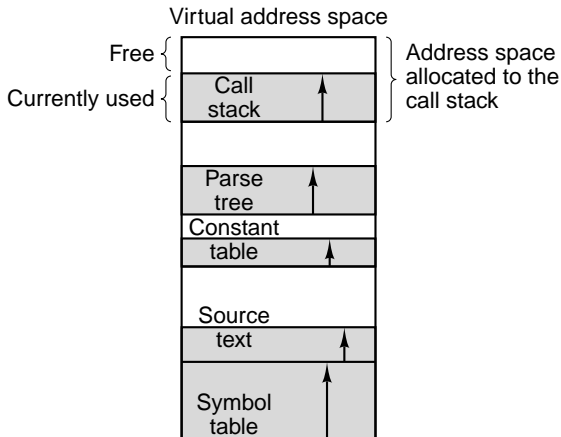 Virtual address space
Free
Address space
allocated to the
call stack
Currently used
Call
stack
Parse
tree
Constant
table
Source
text
Symbol
table